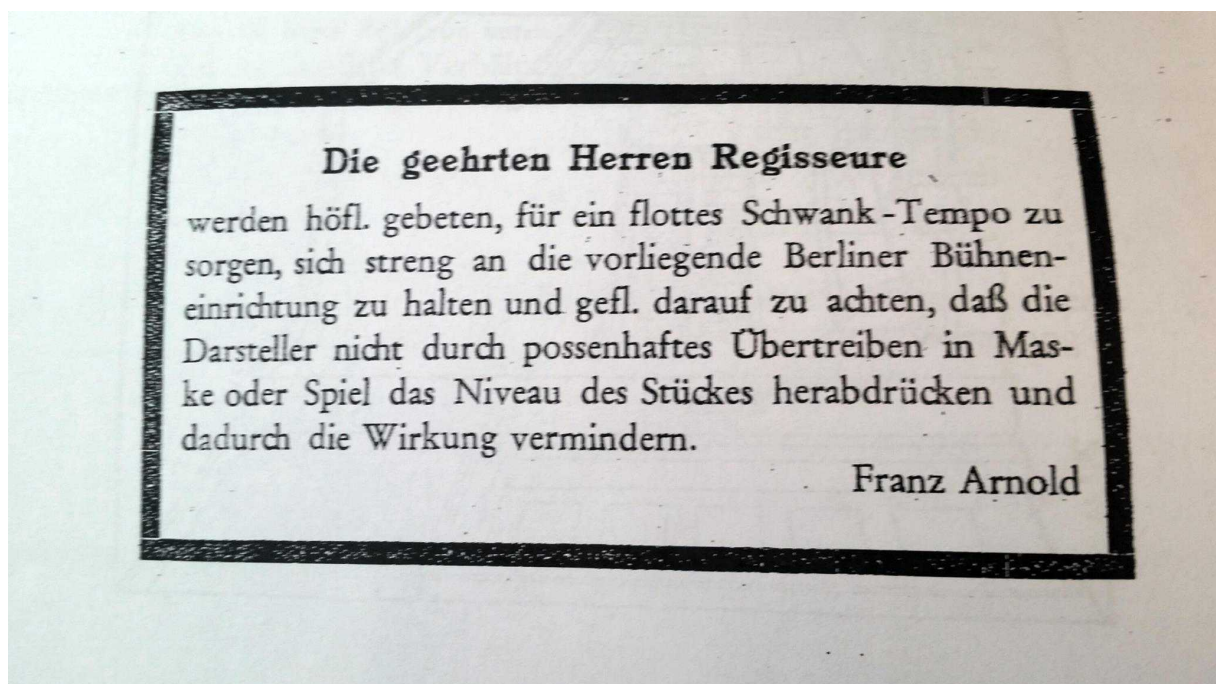 Die geehrten Herren Regisseure
werden höfl. gebeten, für ein flottes Schwank-Tempo zu
sorgen, sich streng an die vorliegende Berliner Bühnen-
einrichtung zu halten und gefl. darauf zu achten, daß die
Darsteller nicht durch possenhaftes Übertreiben in Mas-
ke oder Spiel das Niveau des Stückes herabdrücken und
dadurch die Wirkung vermindern.
Franz Arnold